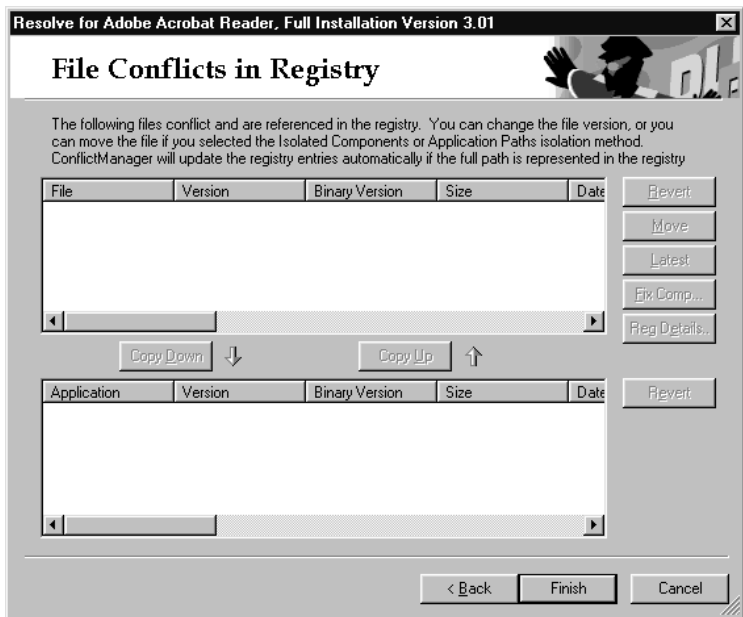 Resolve for Adobe Acrobat Reader, Full Installation Version 3.01
File Conflicts in Registry
The following files conflict and are referenced in the registry. You can change the file version, or you
can move the file if you selected the Isolated Components or Application Paths isolation method.
ConflictManager will update the registry entries automatically if the full path is represented in the registry
File Version Binary Version Size Date
Revert
Move
Latest
Fix Comp...
Reg Details..
Copy Down Copy Up
Application Version Binary Version Size Date
Revert
< Back Finish Cancel